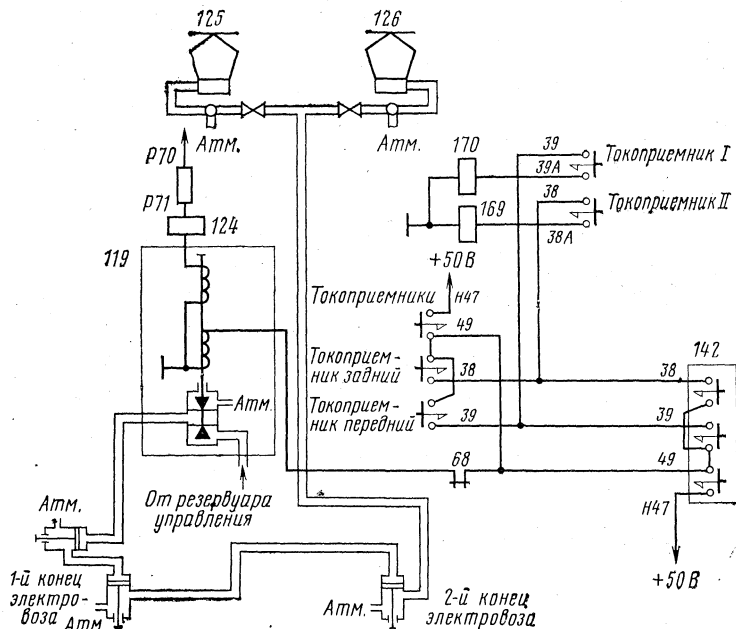 125
126
Р70
Атм.
Атм.
170
39
Токоприемник I
39А
38
Токоприемник II
Р71
124
169
38А
119
+50В
Токоприемники
Н47
49
142
Токоприем-
ник задний
38
38
Атм.
Токоприем-
ник передний
39
39
68
49
От резервуара
управления
Н47
Атм.
+50В
1-й конец
электро-
воза
Атм
Атм.
2-й конец
электровоза